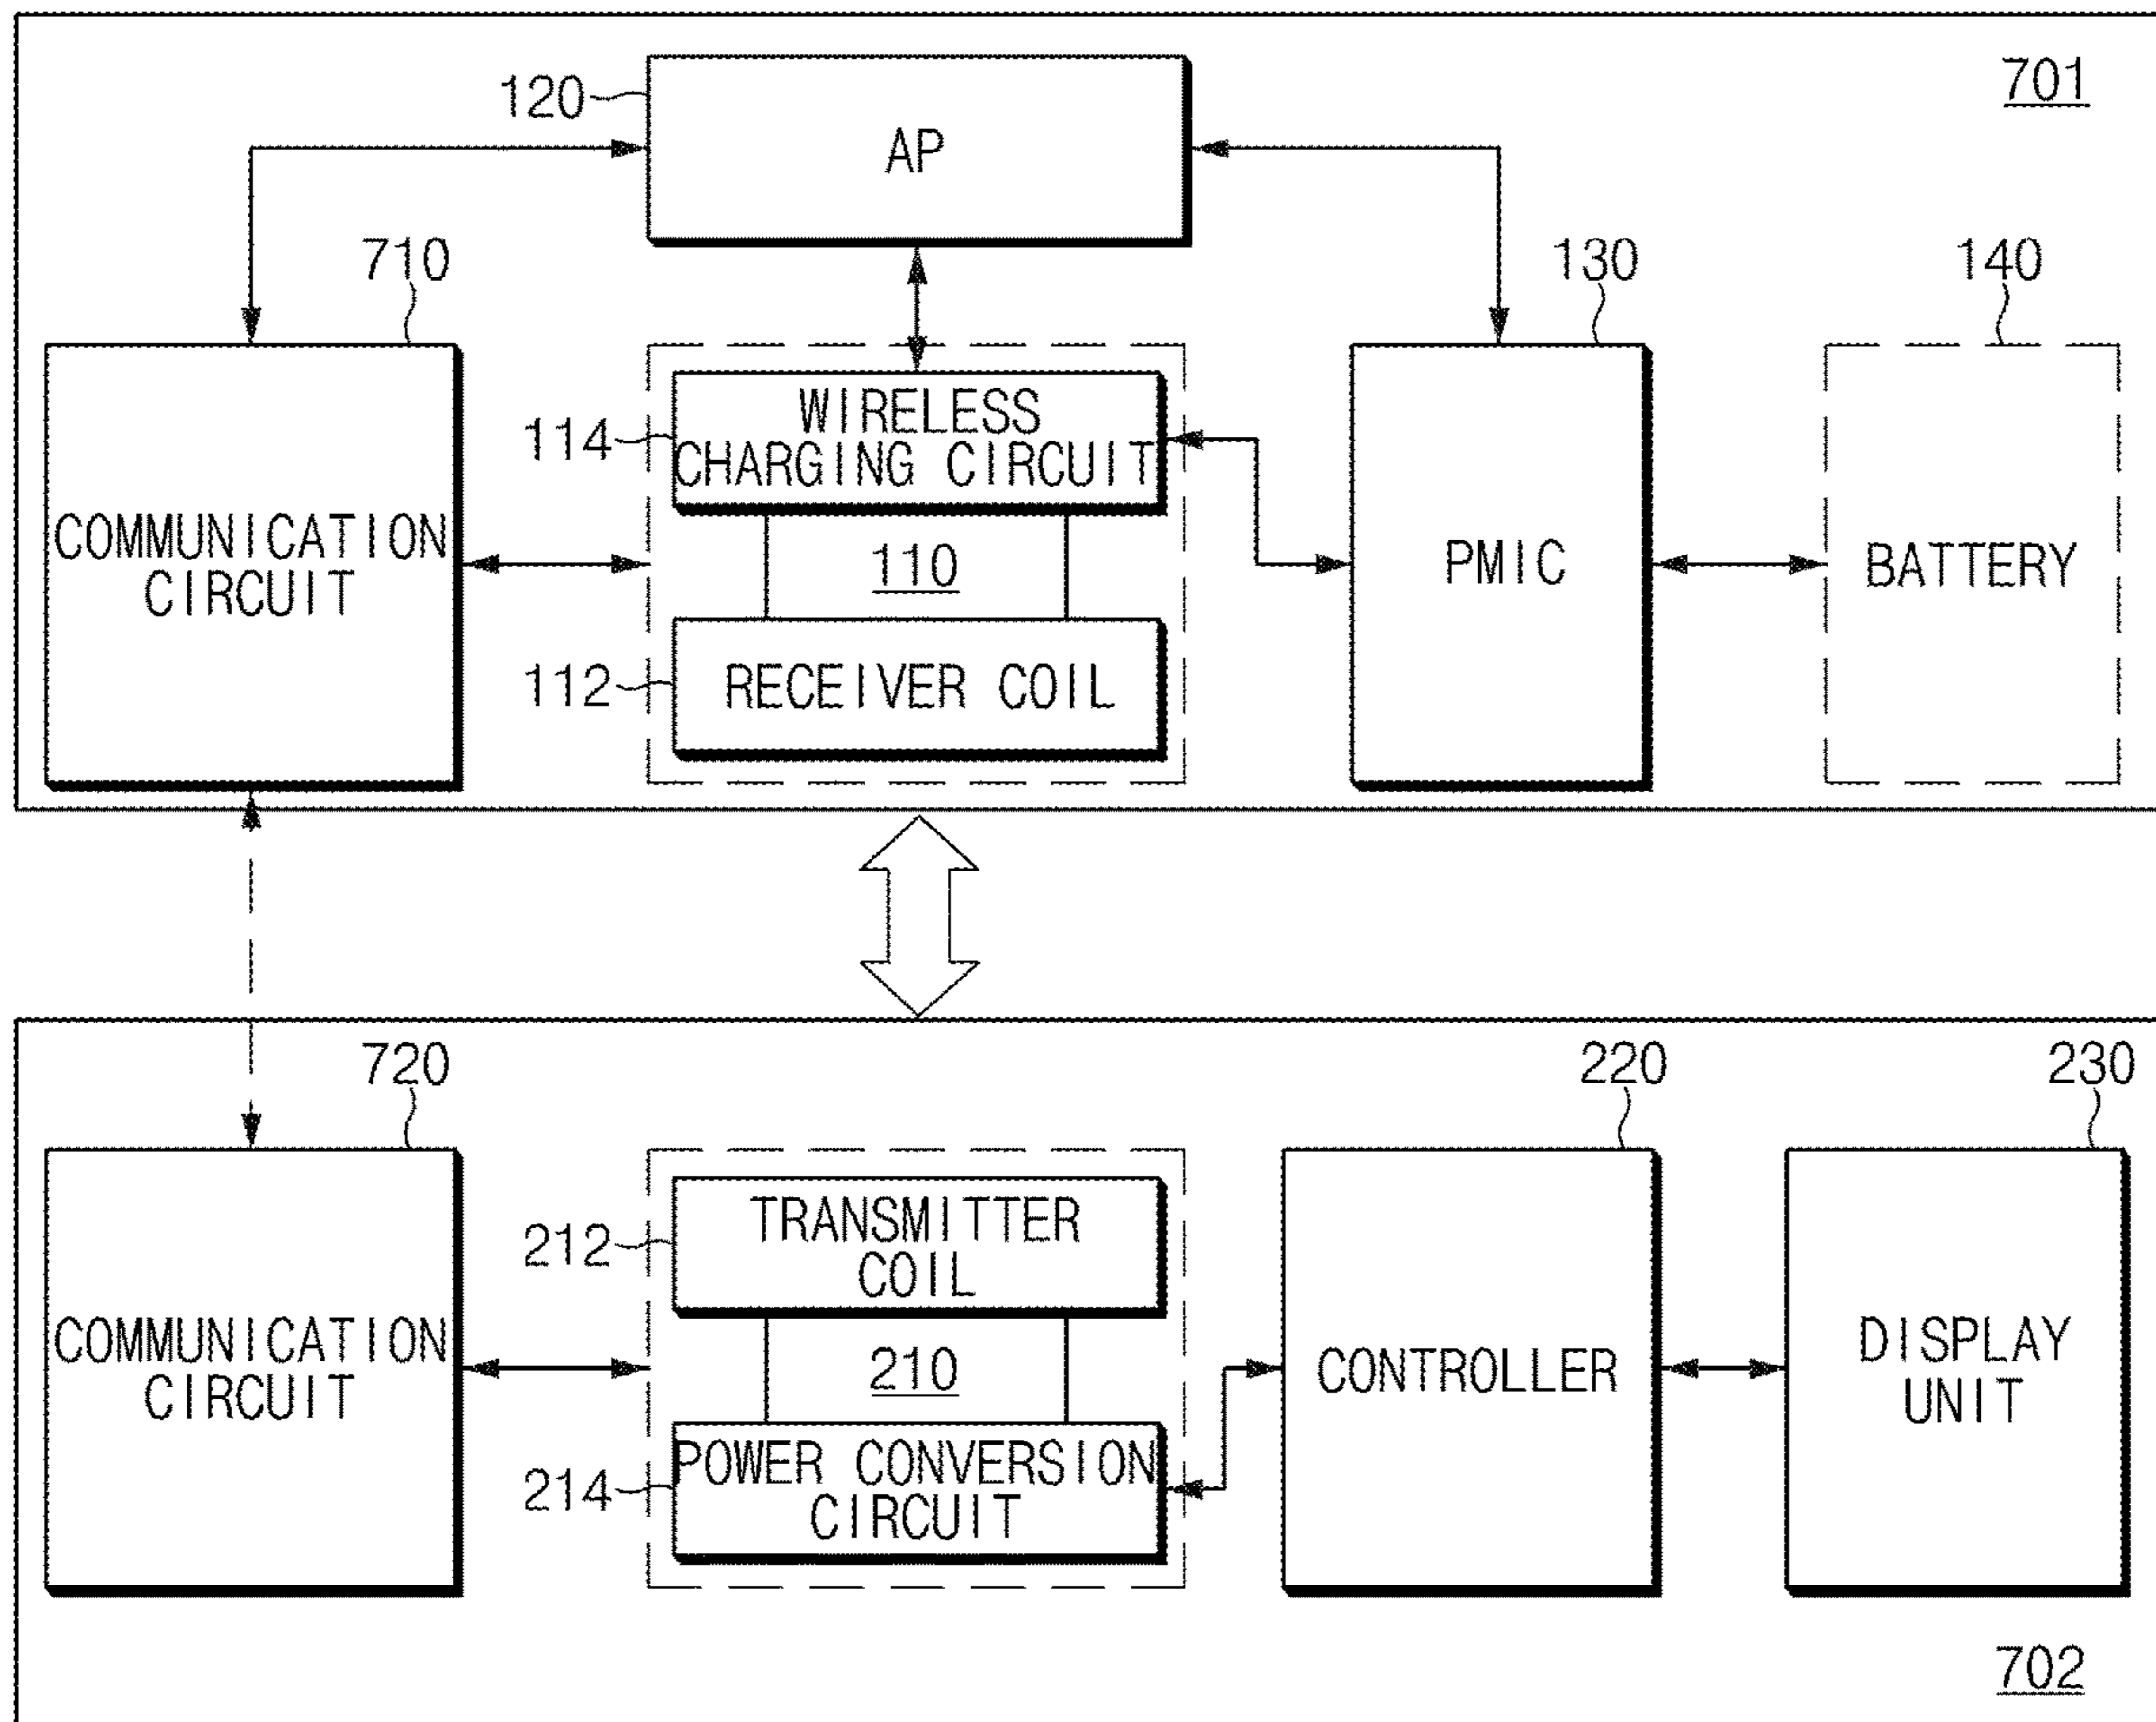 701
120
AP
710
130
140
114
WIRELESS
CHARGING CIRCUIT
COMMUNICATION
CIRCUIT
110
PMIC
BATTERY
112
RECEIVER COIL
720
220
230
212
TRANSMITTER
COIL
COMMUNICATION
CIRCUIT
210
CONTROLLER
DISPLAY
UNIT
214
POWER CONVERSION
CIRCUIT
702